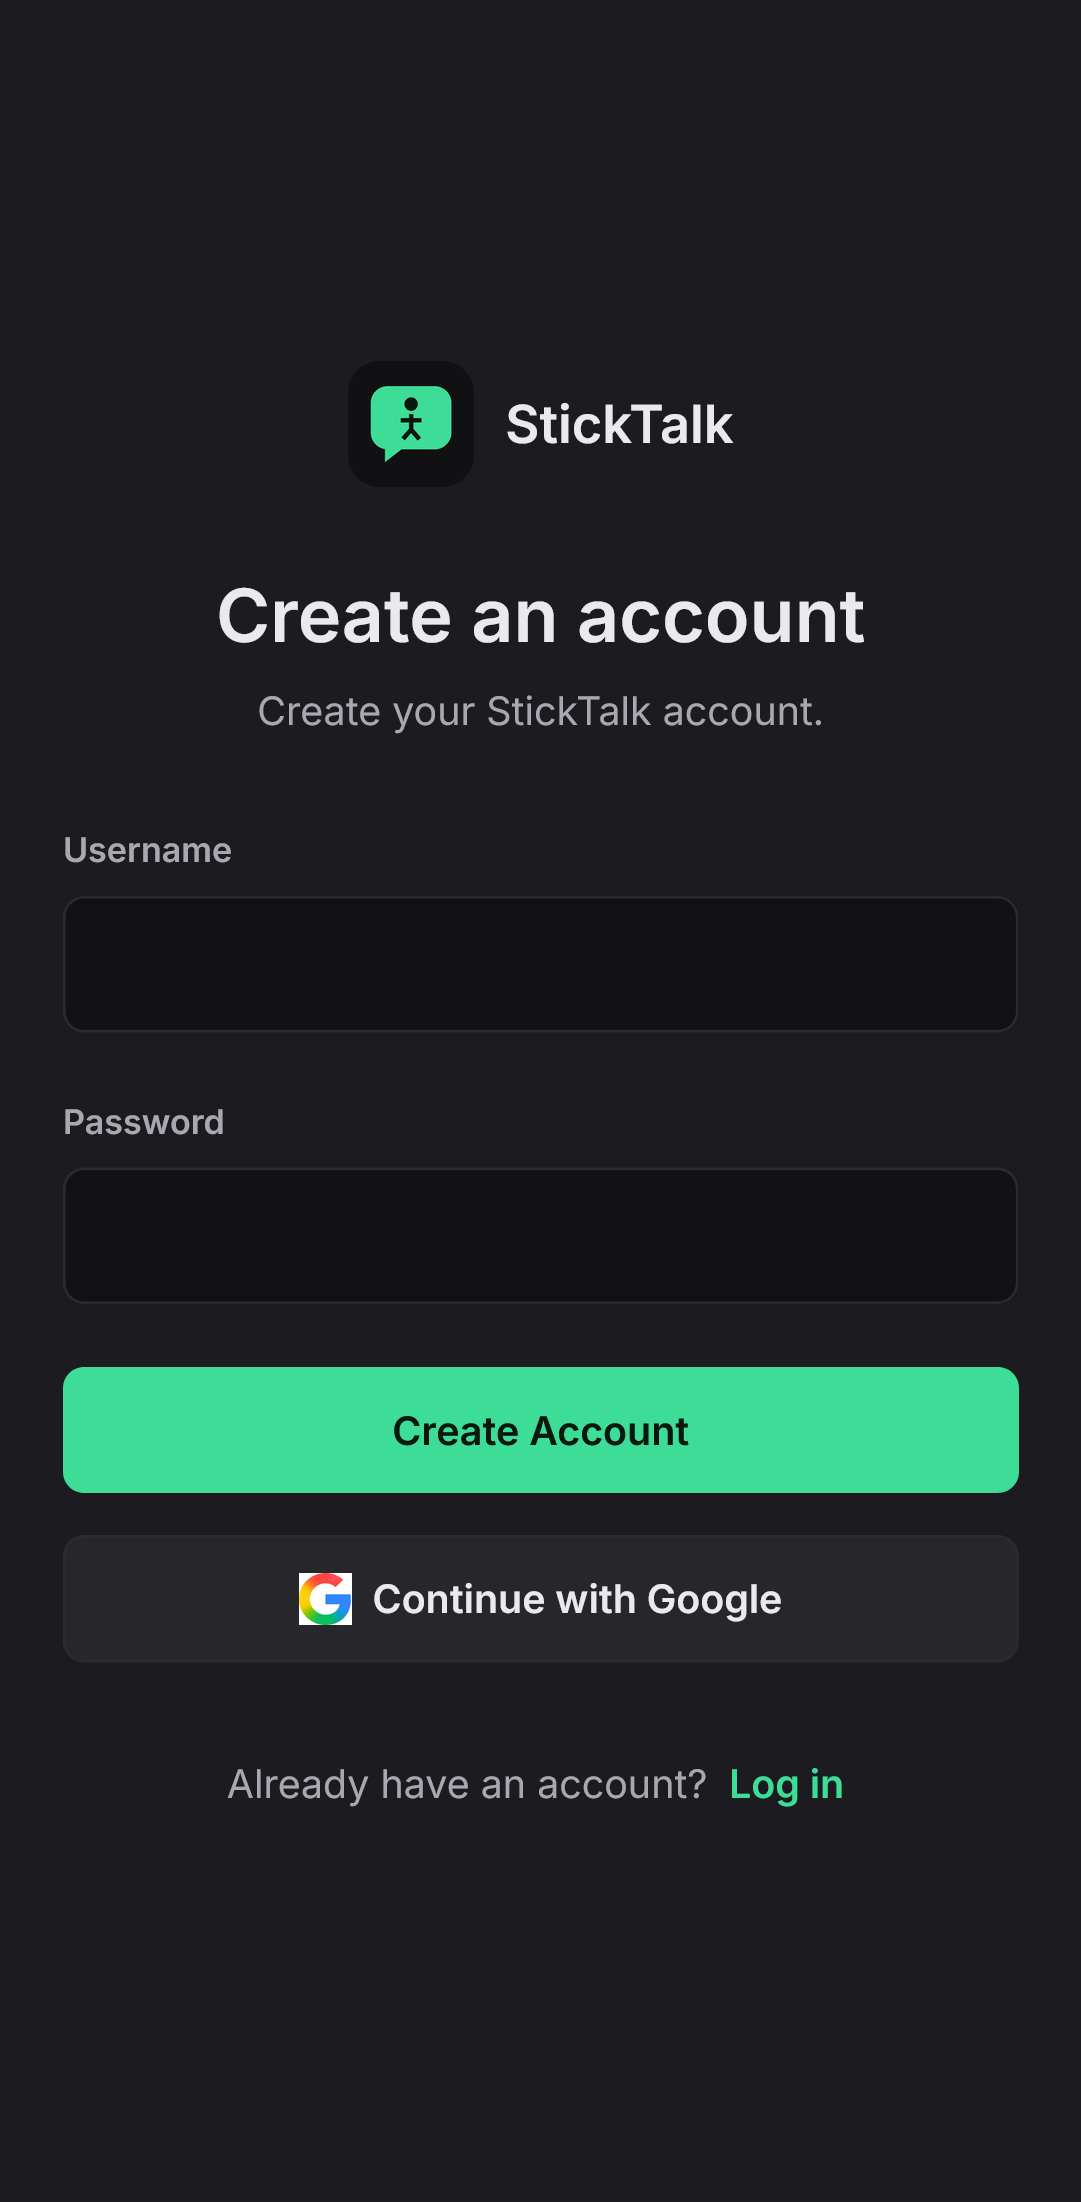 StickTalk
Create an account
Create your StickTalk account.
Username
Password
Create Account
Continue with Google
Already have an account? Log in